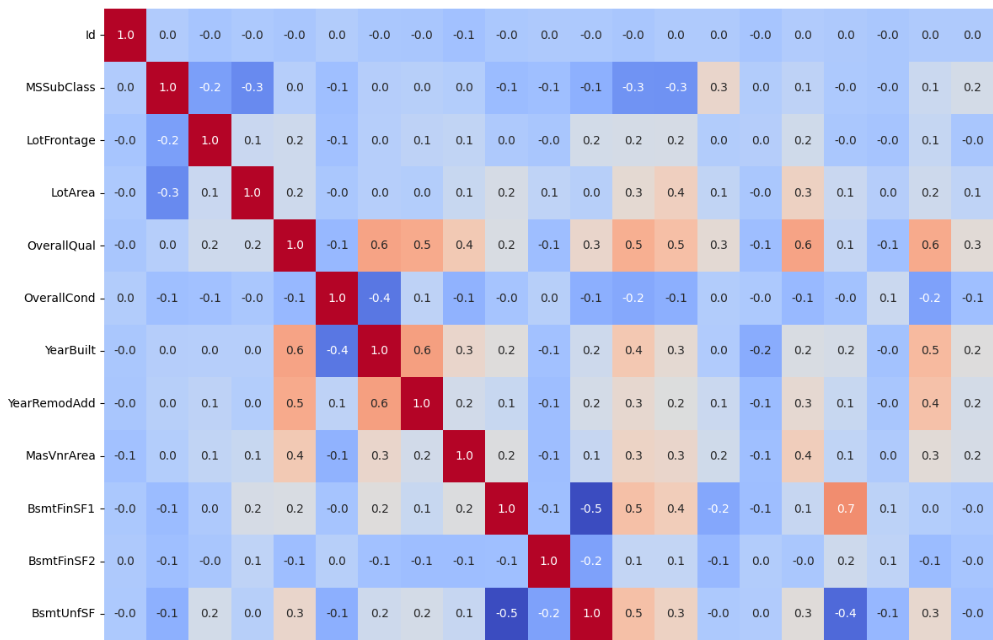 Id 1.0 0.0 -0.0 -0.0 -0.0 0.0 -0.0 -0.0 -0.1 -0.0 -0.0 -0.0 -0.0 0.0 0.0 -0.0 0.0 0.0 -0.0 0.0 0.0
MSSubClass 0.0 1.0 -0.2 -0.3 0.0 -0.1 0.0 0.0 0.0 -0.1 -0.1 -0.1 -0.3 -0.3 0.3 0.0 0.1 -0.0 -0.0 0.1 0.2
LotFrontage -0.0 -0.2 1.0 0.1 0.2 -0.1 0.0 0.1 0.1 0.0 -0.0 0.2 0.2 0.2 0.0 0.0 0.2 -0.0 -0.0 0.1 -0.0
LotArea -0.0 -0.3 0.1 1.0 0.2 -0.0 0.0 0.0 0.1 0.2 0.1 0.0 0.3 0.4 0.1 -0.0 0.3 0.1 0.0 0.2 0.1
OverallQual -0.0 0.0 0.2 0.2 1.0 -0.1 0.6 0.5 0.4 0.2 -0.1 0.3 0.5 0.5 0.3 -0.1 0.6 0.1 -0.1 0.6 0.3
OverallCond 0.0 -0.1 -0.1 -0.0 -0.1 1.0 -0.4 0.1 -0.1 -0.0 0.0 -0.1 -0.2 -0.1 0.0 -0.0 -0.1 -0.0 0.1 -0.2 -0.1
YearBuilt -0.0 0.0 0.0 0.0 0.6 -0.4 1.0 0.6 0.3 0.2 -0.1 0.2 0.4 0.3 0.0 -0.2 0.2 0.2 -0.0 0.5 0.2
YearRemodAdd -0.0 0.0 0.1 0.0 0.5 0.1 0.6 1.0 0.2 0.1 -0.1 0.2 0.3 0.2 0.1 -0.1 0.3 0.1 -0.0 0.4 0.2
MasVnrArea -0.1 0.0 0.1 0.1 0.4 -0.1 0.3 0.2 1.0 0.2 -0.1 0.1 0.3 0.3 0.2 -0.1 0.4 0.1 0.0 0.3 0.2
BsmtFinSF1 -0.0 -0.1 0.0 0.2 0.2 -0.0 0.2 0.1 0.2 1.0 -0.1 -0.5 0.5 0.4 -0.2 -0.1 0.1 0.7 0.1 0.0 -0.0
BsmtFinSF2 -0.0 -0.1 -0.0 0.1 -0.1 0.0 -0.1 -0.1 -0.1 -0.1 1.0 -0.2 0.1 0.1 -0.1 0.0 -0.0 0.2 0.1 -0.1 -0.0
BsmtUnfSF -0.0 -0.1 0.2 0.0 0.3 -0.1 0.2 0.2 0.1 -0.5 -0.2 1.0 0.5 0.3 -0.0 0.0 0.3 -0.4 -0.1 0.3 -0.0